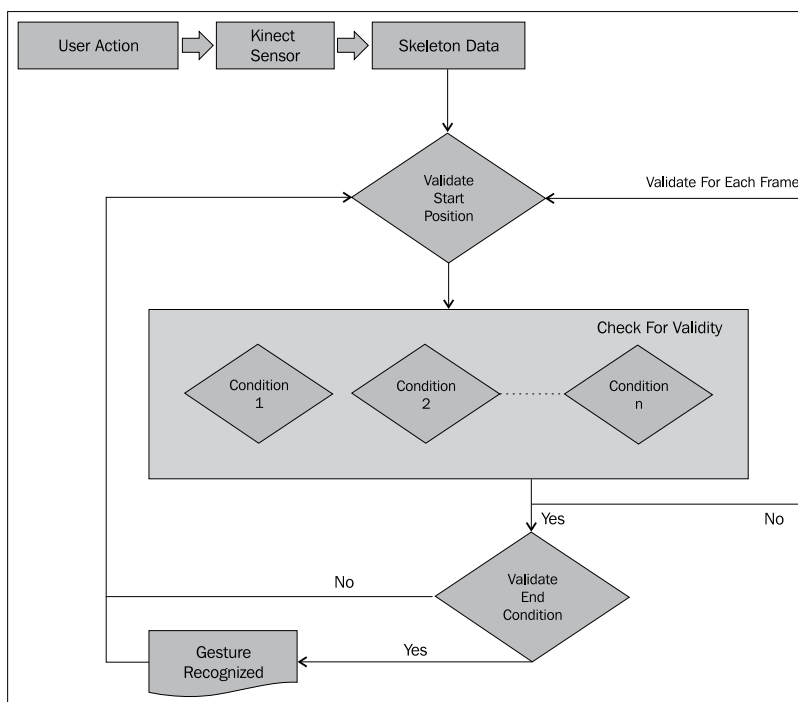 User Action
Kinect
Sensor
Skeleton Data
Validate
Start
Position
Validate For Each Frame
Check For Validity
Condition
1
Condition
2
Condition
n
Yes
No
Validate
End
Condition
No
Yes
Gesture
Recognized